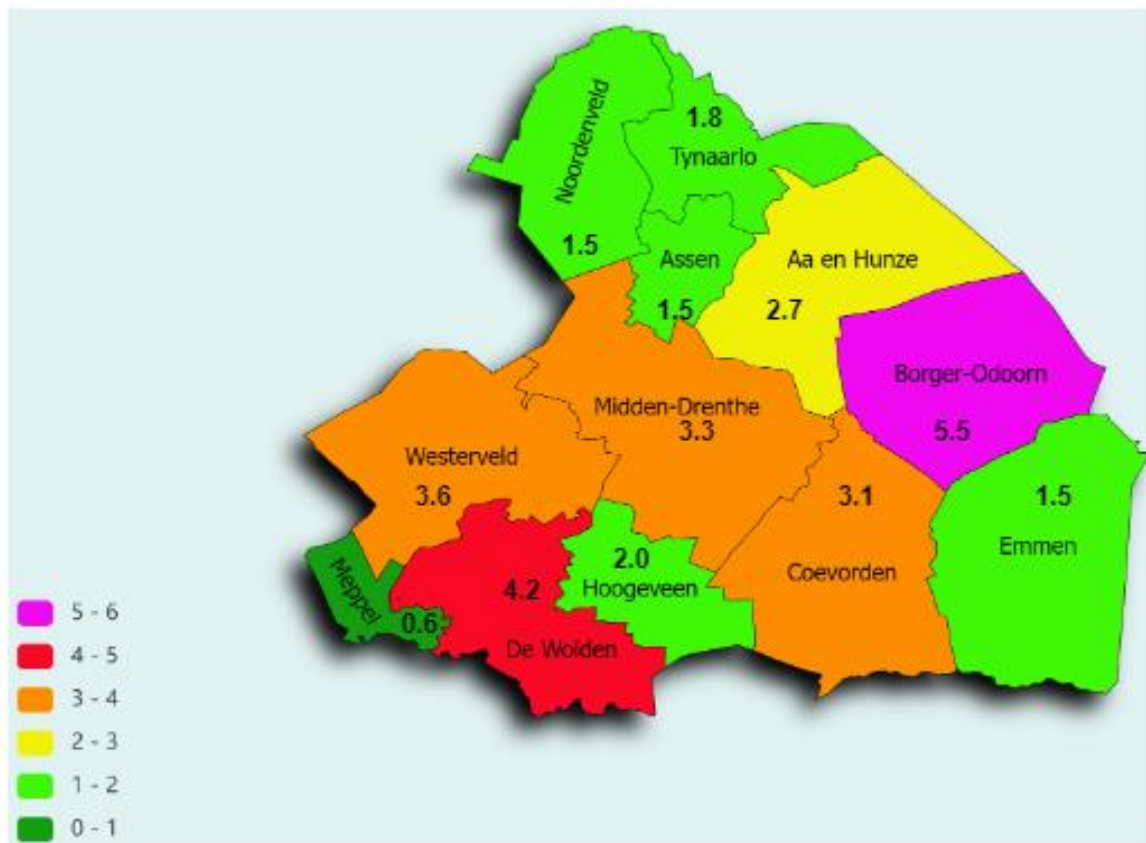 1.8
Tynaarlo
Noordenveld
1.5
Assen
1.5
Aa en Hunze
2.7
Borger-Odoorn
5.5
Midden-Drenthe
3.3
Westerveld
3.6
3.1
Coevorden
1.5
Emmen
2.0
Hoogeveen
4.2
De Wolden
Meppel
0.6
5 - 6
4 - 5
3 - 4
2 - 3
1 - 2
0 - 1